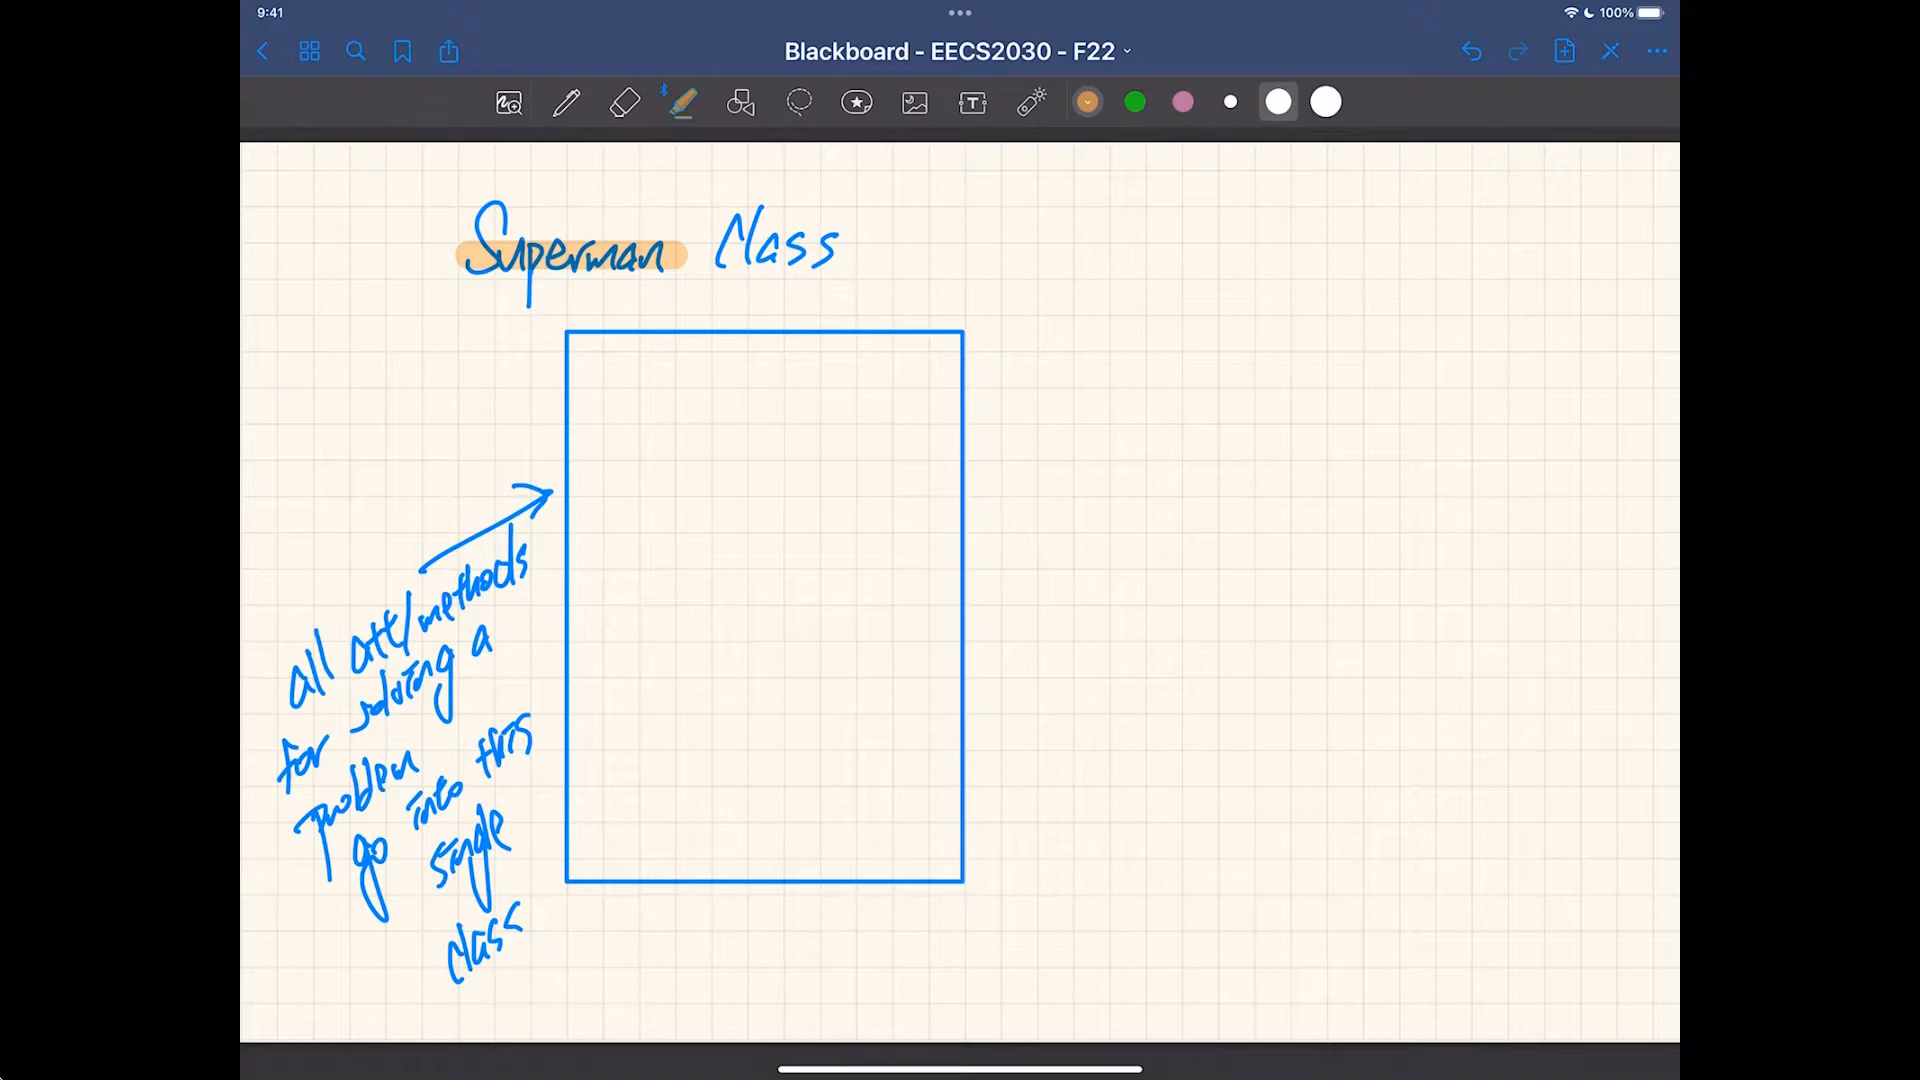 9:41
100%
Blackboard - EECS2030 - F22
Superman Class
all att/methods
for solving a
problem
go into this
single
class